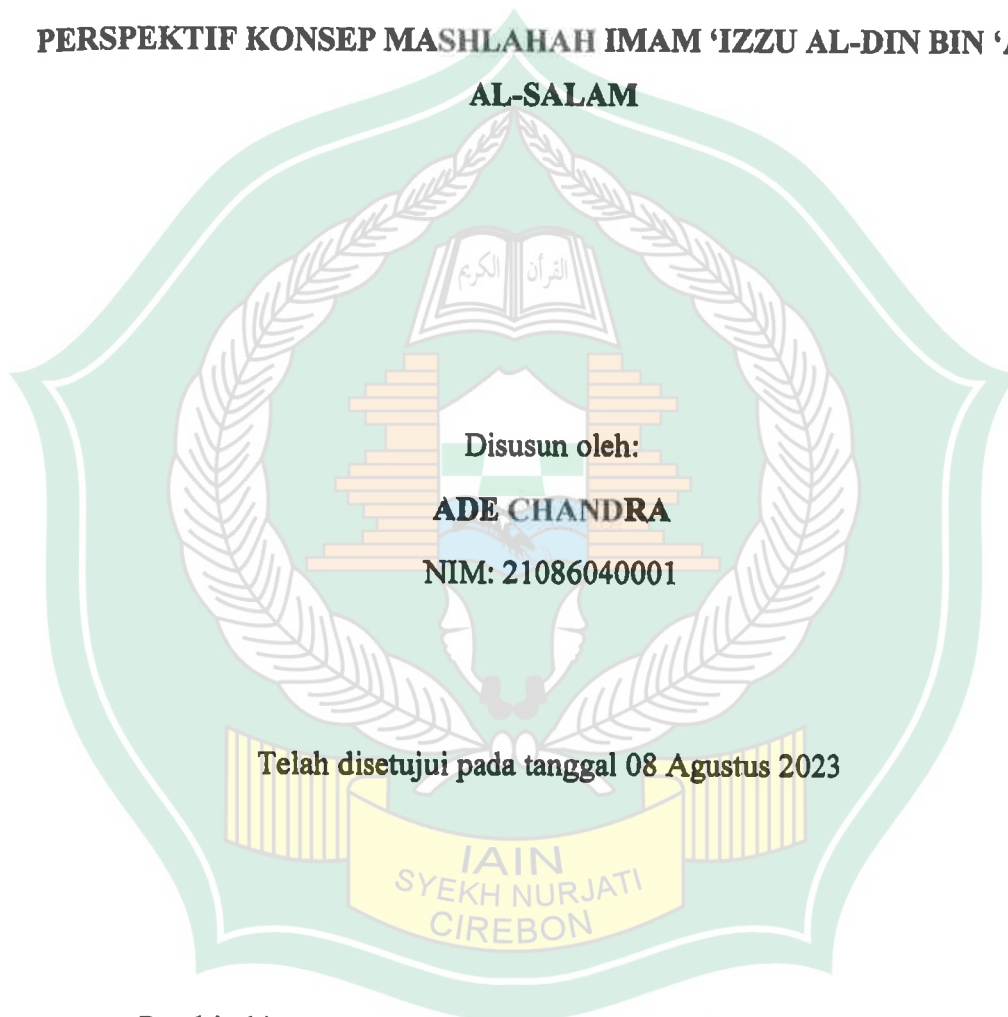 PERSPEKTIF KONSEP MASHLAHAH IMAM ‘IZZU AL-DIN BIN
AL-SALAM
القرأن الكريم
Disusun oleh:
ADE CHANDRA
NIM: 21086040001
Telah disetujui pada tanggal 08 Agustus 2023
IAIN
SYEKH NURJATI
CIREBON